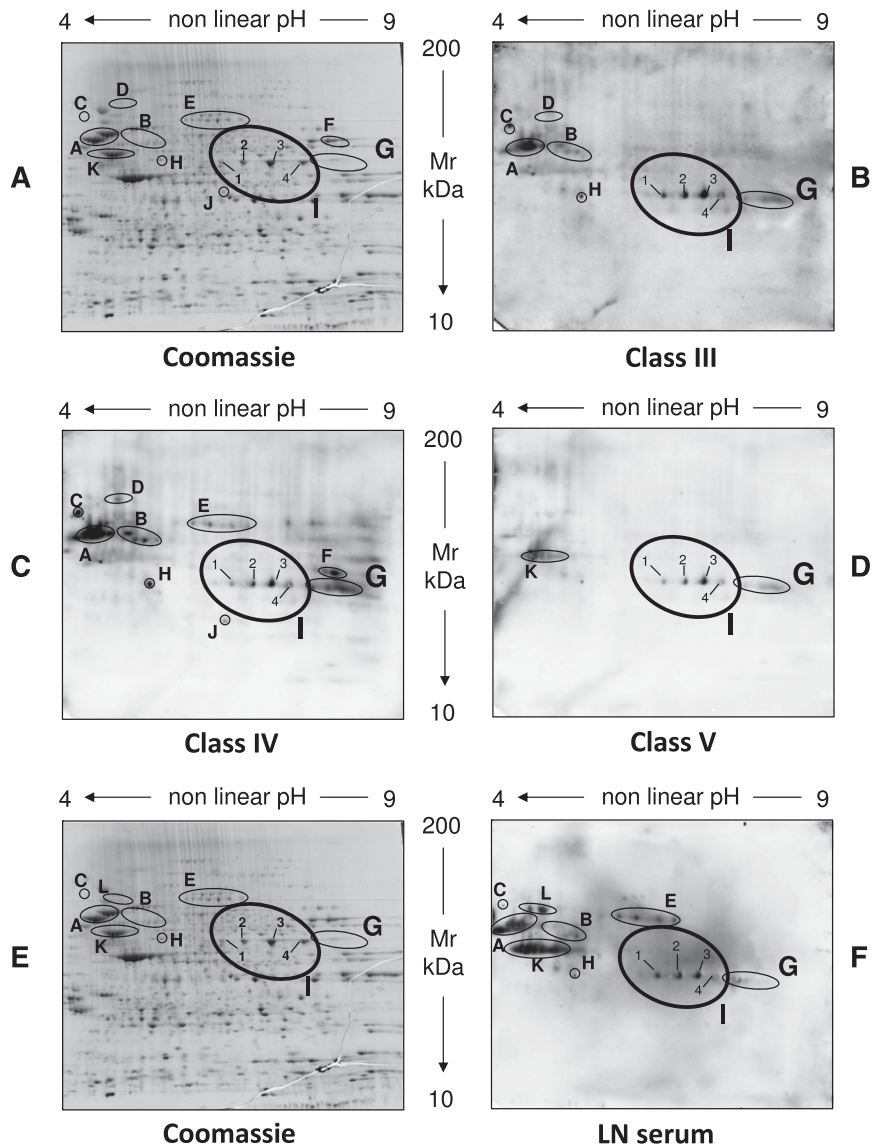 4 ← non linear pH — 9
4 ← non linear pH — 9
200
Mr
kDa
10
A
C
D
B
A
K
H
E
F
G
2
3
1
4
J
I
Coomassie
B
C
D
A
B
H
1
2
3
4
G
I
Class III
4 ← non linear pH — 9
4 ← non linear pH — 9
200
Mr
kDa
10
C
C
D
B
A
H
E
F
G
1
2
3
4
J
I
Class IV
D
K
1
2
3
4
G
I
Class V
4 ← non linear pH — 9
4 ← non linear pH — 9
200
Mr
kDa
10
E
C
L
B
A
K
H
E
2
3
1
4
G
I
Coomassie
F
C
L
E
B
A
K
H
1
2
3
4
G
I
LN serum